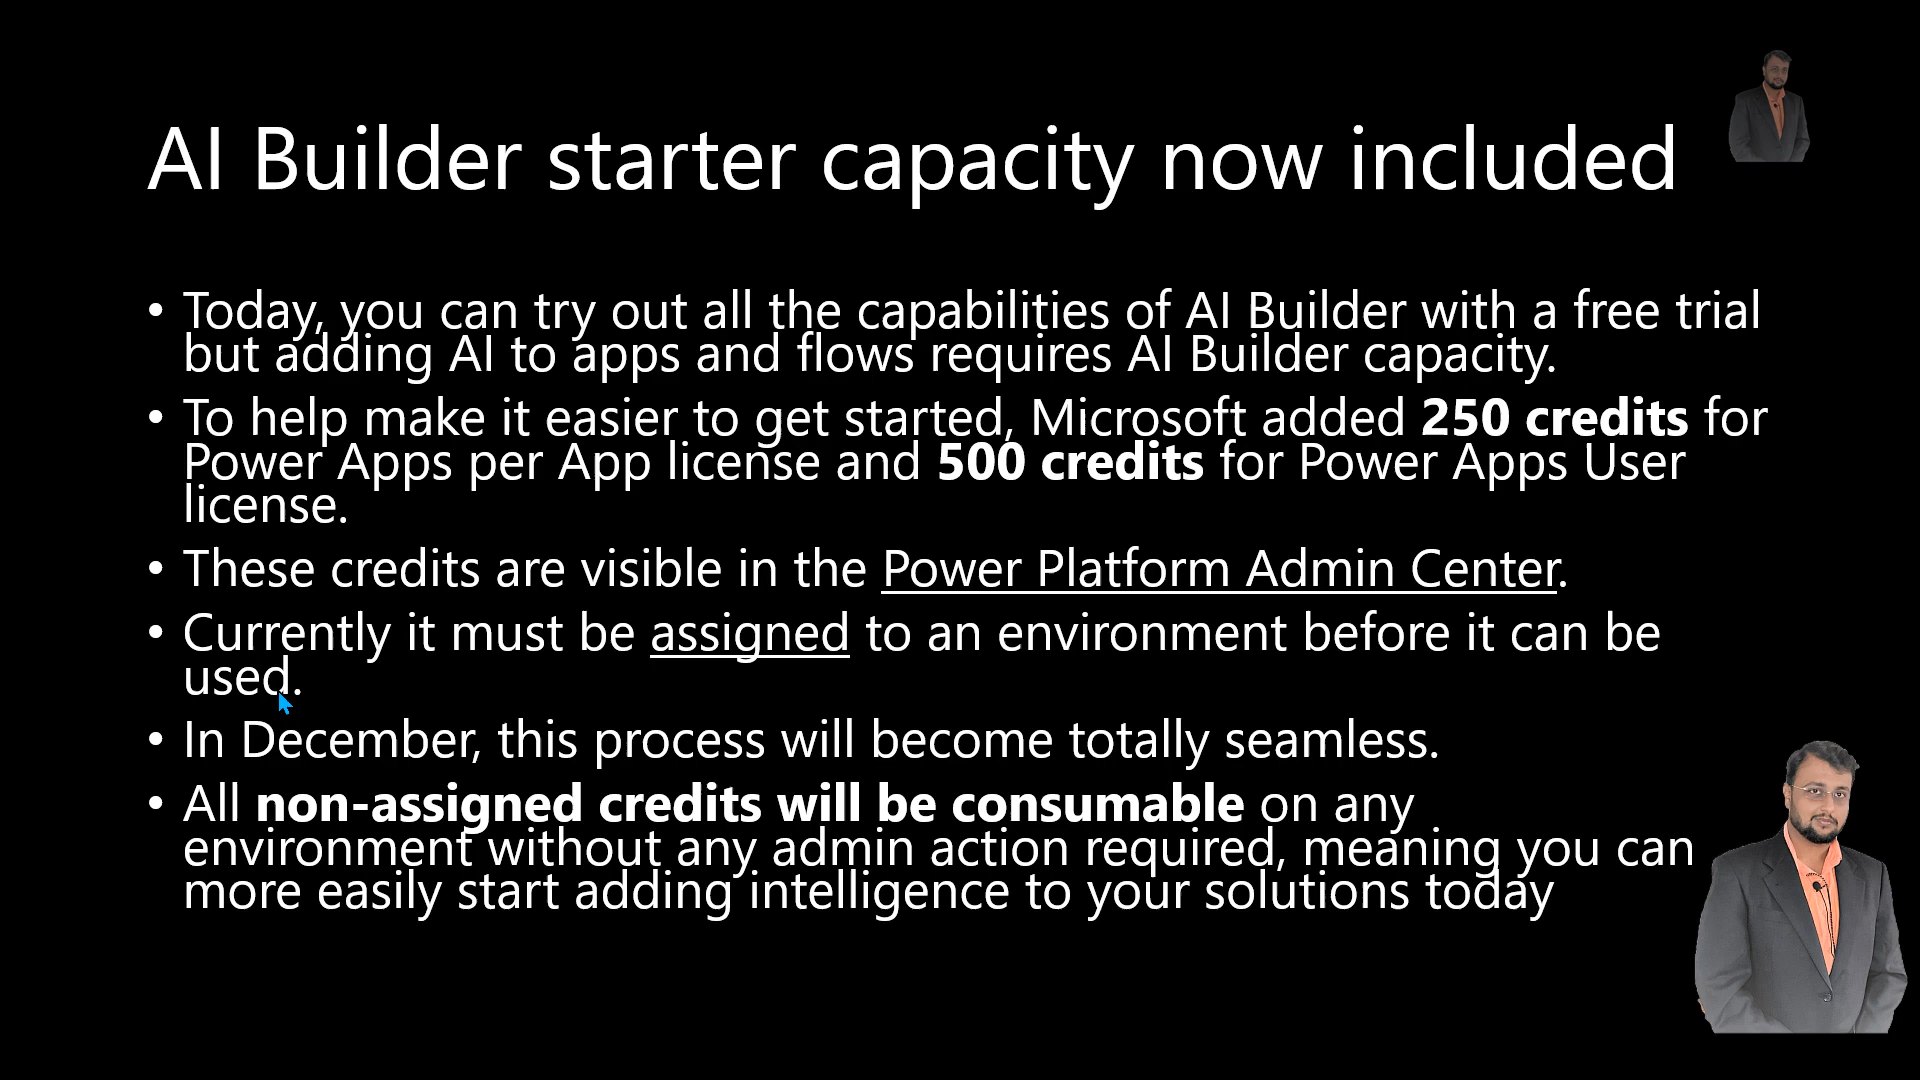 AI Builder starter capacity now included
• Today, you can try out all the capabilities of AI Builder with a free trial
but adding AI to apps and flows requires AI Builder capacity.
• To help make it easier to get started, Microsoft added 250 credits for
Power Apps per App license and 500 credits for Power Apps User
license.
• These credits are visible in the Power Platform Admin Center.
• Currently it must be assigned to an environment before it can be
used.
• In December, this process will become totally seamless.
• All non-assigned credits will be consumable on any
environment without any admin action required, meaning you can
more easily start adding intelligence to your solutions today